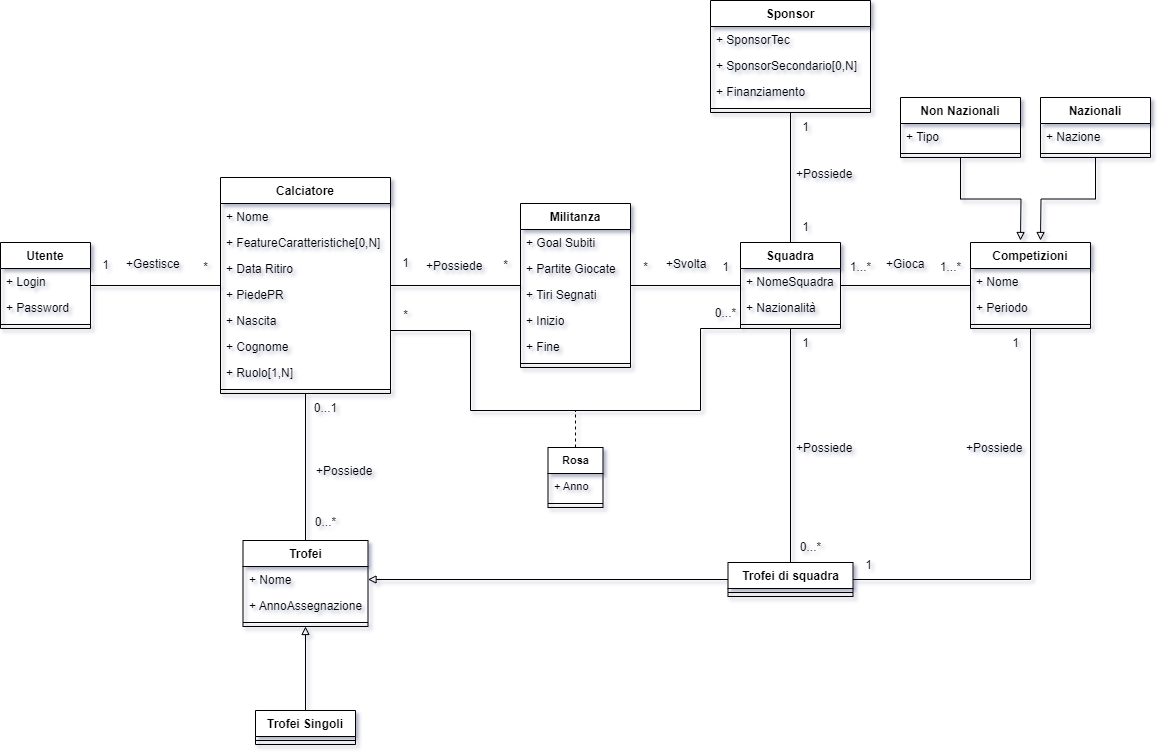 Sponsor
+ SponsorTec
+ SponsorSecondario[0,N]
+ Finanziamento
1
+Possiede
1
Non Nazionali
+ Tipo
Nazionali
+ Nazione
Utente
+ Login
+ Password
1
+Gestisce
*
Calciatore
+ Nome
+ FeatureCaratteristiche[0,N]
+ Data Ritiro
+ PiedePR
+ Nascita
+ Cognome
+ Ruolo[1,N]
1
+Possiede
*
*
Militanza
+ Goal Subiti
+ Partite Giocate
+ Tiri Segnati
+ Inizio
+ Fine
*
+Svolta
1
0...*
Squadra
+ NomeSquadra
+ Nazionalità
1...*
+Gioca
1...*
Competizioni
+ Nome
+ Periodo
1
1
0...1
+Possiede
0...*
Rosa
+ Anno
+Possiede
+Possiede
0...*
1
Trofei
+ Nome
+ AnnoAssegnazione
Trofei di squadra
Trofei Singoli